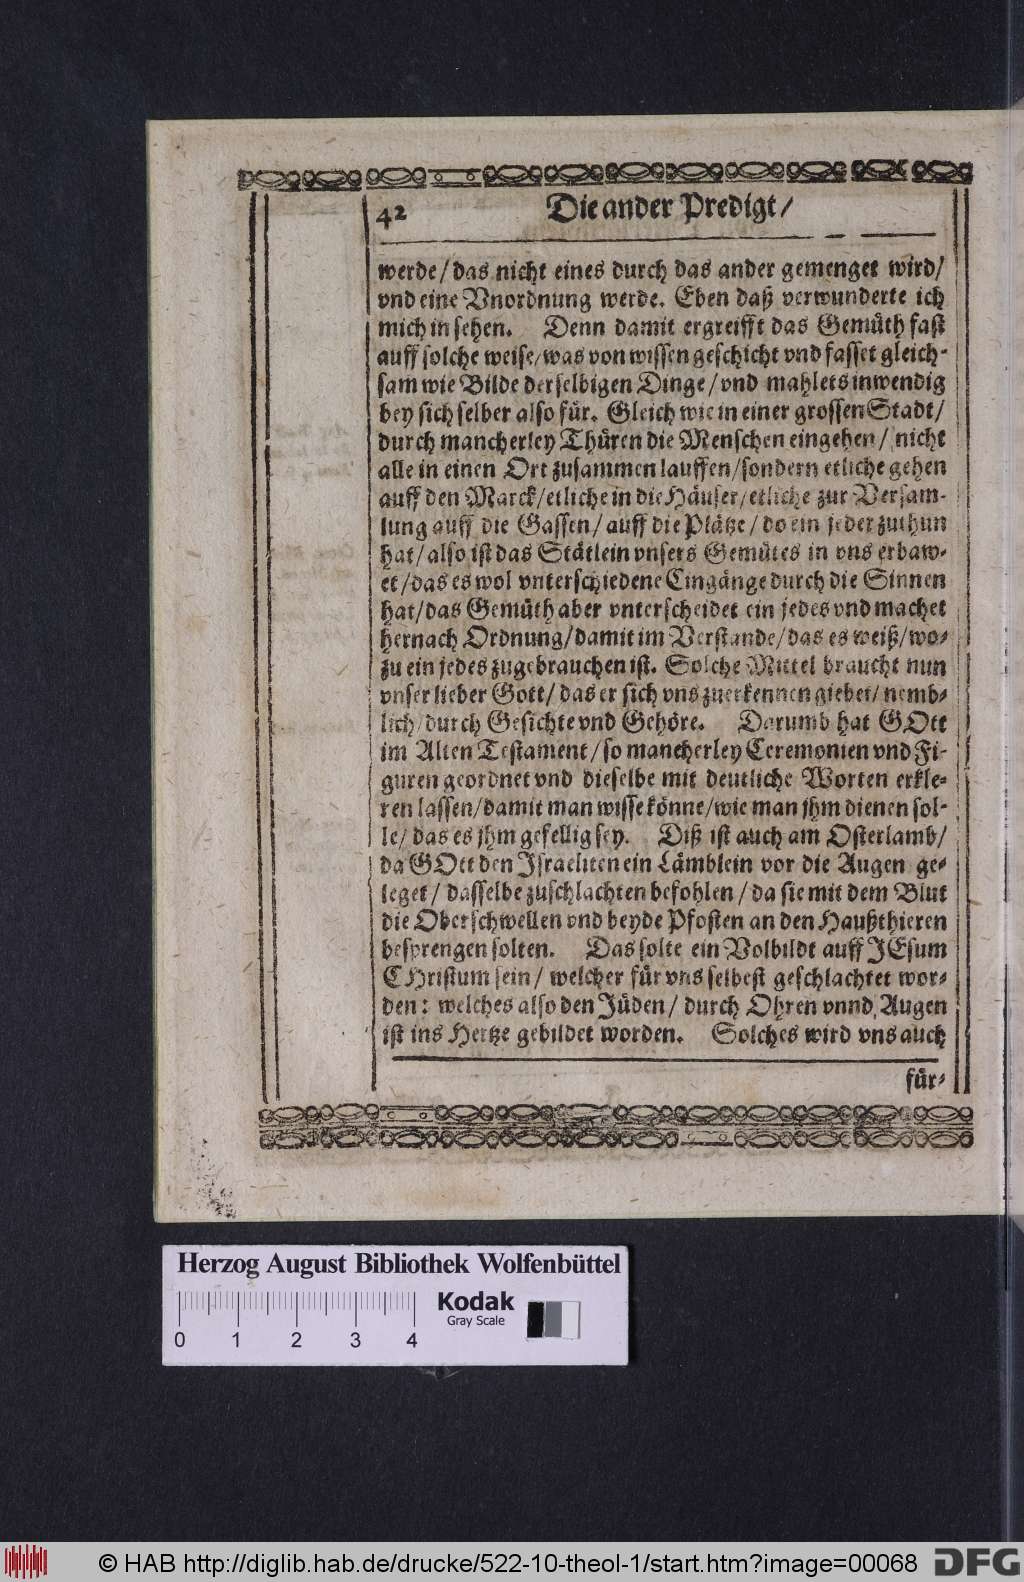 42 Die ander Predigt/
werde/das nicht eines durch das ander gemenget wird/
vnd eine Vnordnung werde. Eben daß verwunderte ich
mich in sehen. Denn damit ergreifft das Gemüth fast
auff solche weise/was von wissen geschicht vnd fasset gleich-
sam wie Bilde derselbigen Dinge/vnd mahlets inwendig
bey sich selber also für. Gleich wie in einer grossen Stadt/
durch mancherley Thüren die Menschen eingehen/nicht
alle in einen Ort zusammen lauffen/sondern etliche gehen
auff den Marck/etliche in die Häuser/etliche zur Versam-
lung auff die Gassen/auff die Plätze/do ein jeder zuthun
hat/also ist das Stätlein vnsers Gemütes in vns erbaw-
et/das es wol vnterschiedene Eingänge durch die Sinnen
hat/das Gemüth aber vnterscheidet ein jedes vnd machet
hernach Ordnung/damit im Verstande/das es weiß/wo-
zu ein jedes zugebrauchen ist. Solche Mittel braucht nun
vnser lieber Gott/das er sich vns zuerkennen giebet/nemb-
lich/durch Gesichte vnd Gehöre. Darumb hat GOtt
im Alten Testament/so mancherley Ceremonien vnd Fi-
guren geordnet vnd dieselbe mit deutliche Worten erkle-
ren lassen/damit man wisse könne/wie man jhm dienen sol-
le/das es jhm gefellig sey. Diß ist auch am Osterlamb/
da GOtt den Israeliten ein Lämblein vor die Augen ge-
leget/dasselbe zuschlachten befohlen/da sie mit dem Blut
die Oberschwellen vnd beyde Pfosten an den Haußthieren
besprengen solten. Das solte ein Volbildt auff JEsum
CHristum sein/welcher für vns selbest geschlachtet wor-
den: welches also den Jüden/durch Ohren vnnd Augen
ist ins Hertze gebildet worden. Solches wird vns auch
für-
Herzog August Bibliothek Wolfenbüttel
Kodak
Gray Scale
0 1 2 3 4
© HAB http://diglib.hab.de/drucke/522-10-theol-1/start.htm?image=00068
DFG